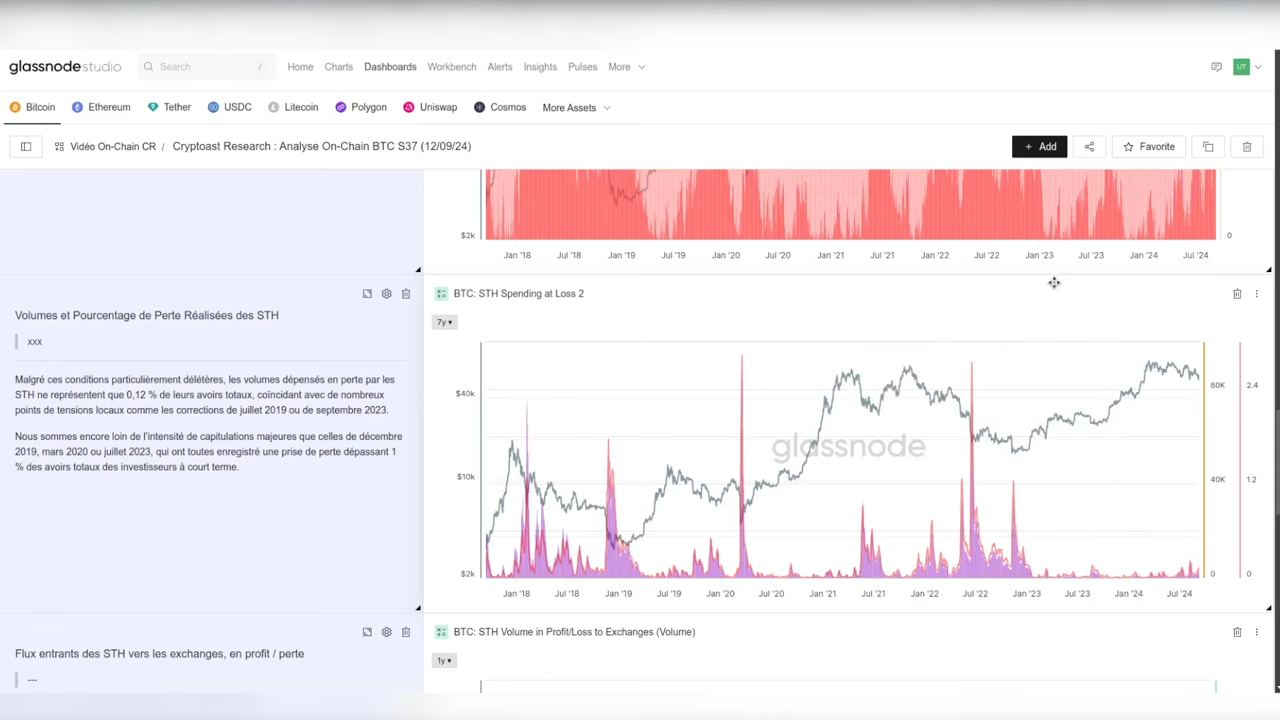 glassnode studio
Search /
Home Charts Dashboards Workbench Alerts Insights Pulses More
UT
Bitcoin Ethereum Tether USDC Litecoin Polygon Uniswap Cosmos More Assets
Vidéo On-Chain CR / Cryptoast Research : Analyse On-Chain BTC S37 (12/09/24)
+ Add Favorite
$2k 0
Jan '18 Jul '18 Jan '19 Jul '19 Jan '20 Jul '20 Jan '21 Jul '21 Jan '22 Jul '22 Jan '23 Jul '23 Jan '24 Jul '24
Volumes et Pourcentage de Perte Réalisées des STH
xxx
Malgré ces conditions particulièrement délétères, les volumes dépensés en perte par les
STH ne représentent que 0,12 % de leurs avoirs totaux, coïncidant avec de nombreux
points de tensions locaux comme les corrections de juillet 2019 ou de septembre 2023.
Nous sommes encore loin de l'intensité de capitulations majeures que celles de décembre
2019, mars 2020 ou juillet 2023, qui ont toutes enregistré une prise de perte dépassant 1
% des avoirs totaux des investisseurs à court terme.
BTC: STH Spending at Loss 2
7y
$40k 80K 2.4
glassnode
$10k 40K 1.2
$2k 0 0
Jan '18 Jul '18 Jan '19 Jul '19 Jan '20 Jul '20 Jan '21 Jul '21 Jan '22 Jul '22 Jan '23 Jul '23 Jan '24 Jul '24
Flux entrants des STH vers les exchanges, en profit / perte
---
BTC: STH Volume in Profit/Loss to Exchanges (Volume)
1y